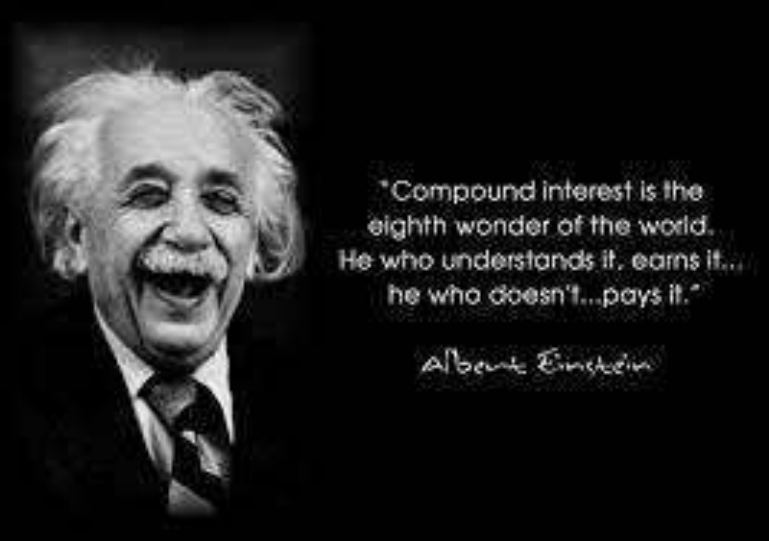 "Compound interest is the
eighth wonder of the world.
He who understands it, earns it...
he who doesn't...pays it."
Albert Einstein